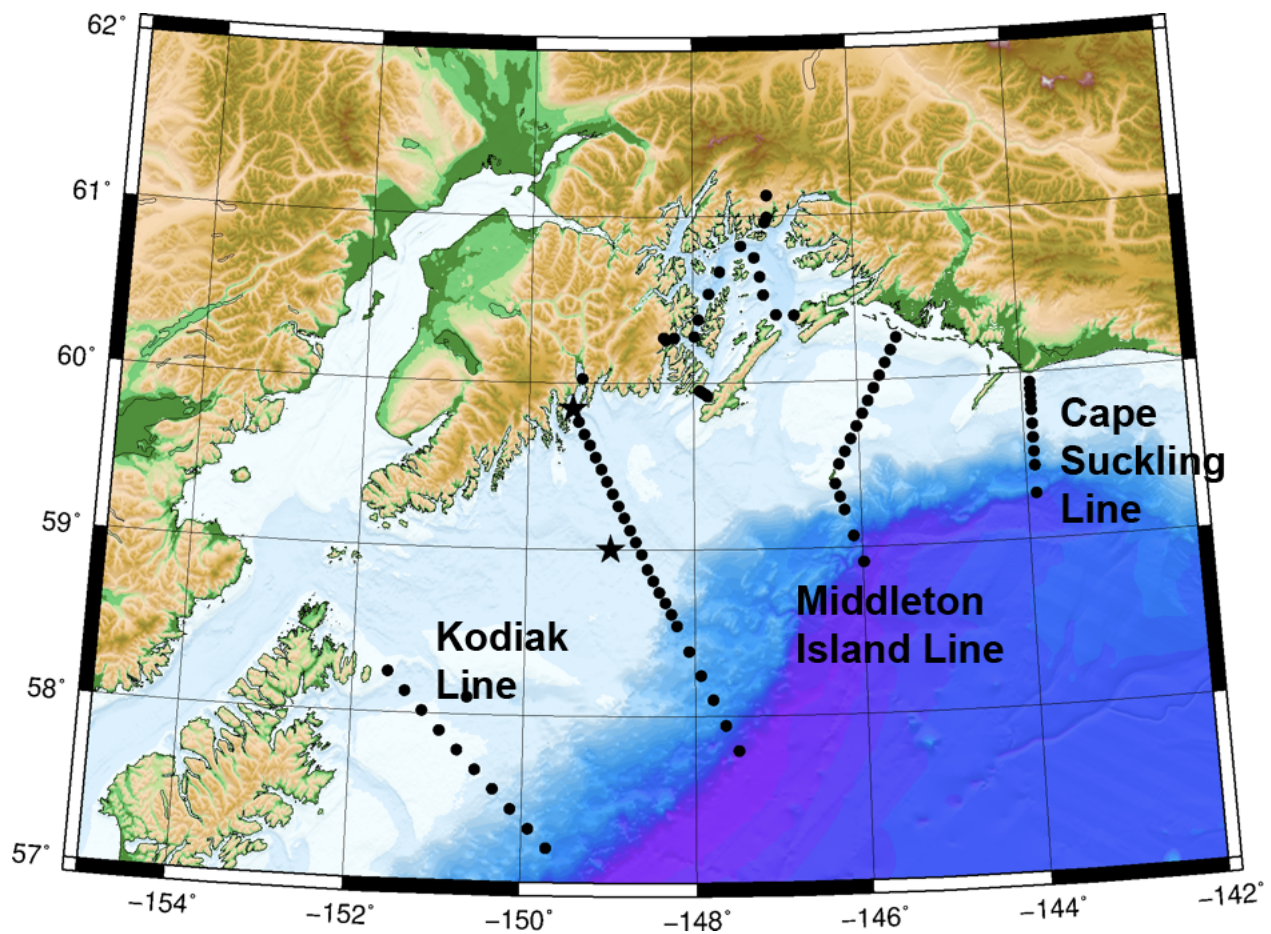 62°
61°
60°
59°
58°
57°
Cape
Suckling
Line
Middleton
Island Line
Kodiak
Line
−154°
−152°
−150°
−148°
−146°
−144°
−142°